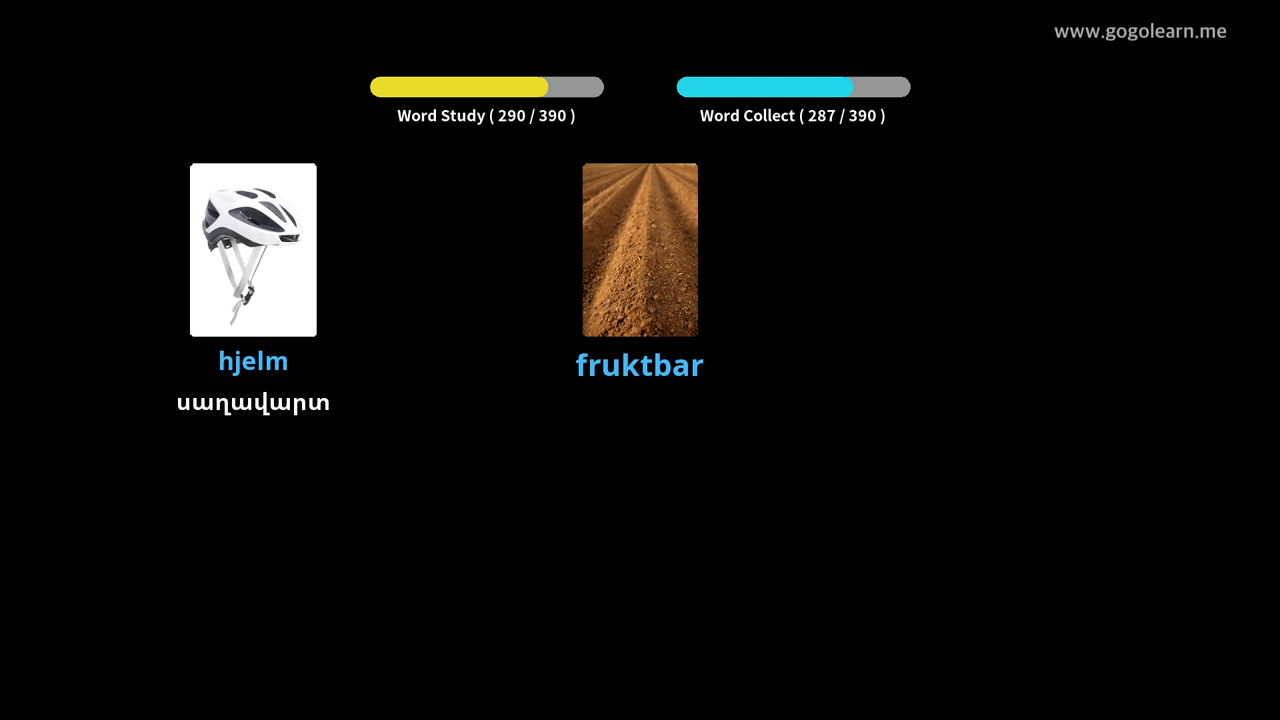 www.gogolearn.me
Word Study ( 290 / 390 )
Word Collect ( 287 / 390 )
hjelm
fruktbar
սաղավարտ